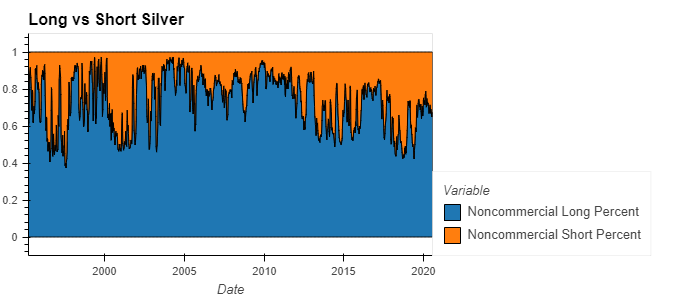 Long vs Short Silver
1
0.8
0.6
0.4
0.2
0
2000 2005 2010 2015 2020
Date
Variable
Noncommercial Long Percent
Noncommercial Short Percent